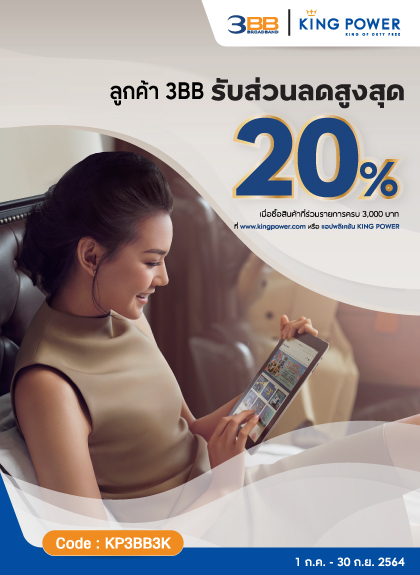 3BB BROADBAND | KING POWER
KING OF DUTY FREE
ลูกค้า 3BB รับส่วนลดสูงสุด
20%
เมื่อซื้อสินค้าที่ร่วมรายการครบ 3,000 บาท
ที่ www.kingpower.com หรือ แอปพลิเคชัน KING POWER
Code : KP3BB3K
1 ก.ค. - 30 ก.ย. 2564